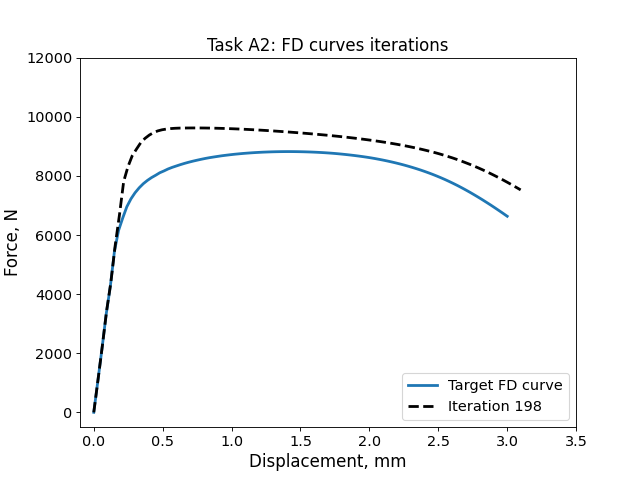 Task A2: FD curves iterations
12000
10000
8000
6000
4000
2000
0
Force, N
0.0 0.5 1.0 1.5 2.0 2.5 3.0 3.5
Displacement, mm
Target FD curve
Iteration 198